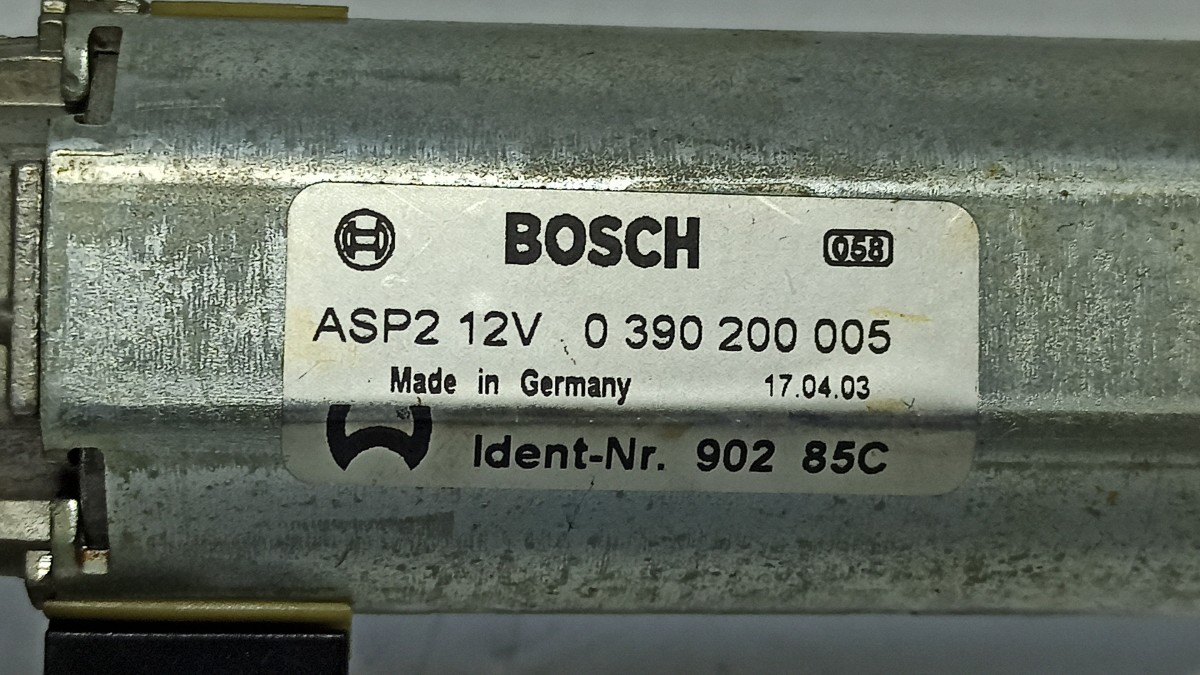 BOSCH 058
ASP2 12V 0 390 200 005
Made in Germany 17.04.03
Ident-Nr. 902 85C